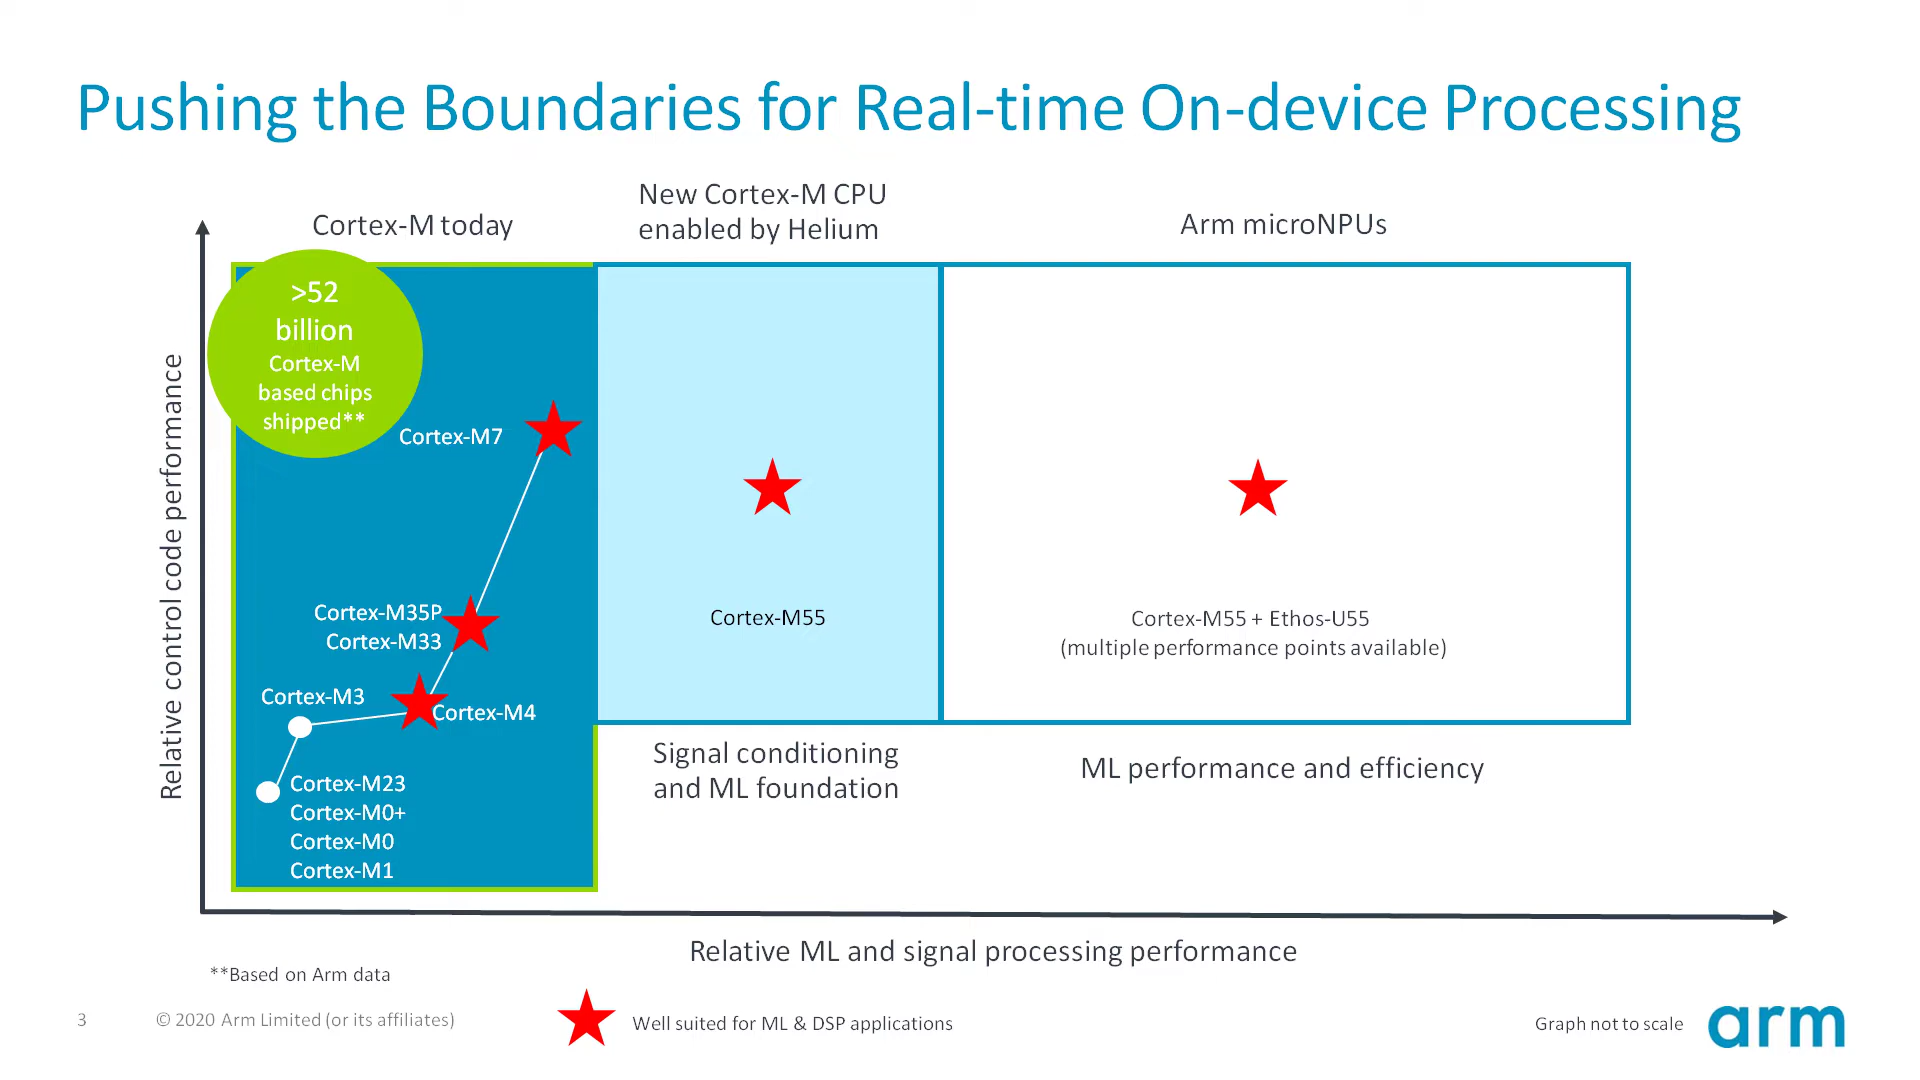 Pushing the Boundaries for Real-time On-device Processing
Cortex-M today
New Cortex-M CPU
enabled by Helium
Arm microNPUs
>52
billion
Cortex-M
based chips
shipped**
Relative control code performance
Cortex-M7
Cortex-M35P
Cortex-M33
Cortex-M3
Cortex-M4
Cortex-M23
Cortex-M0+
Cortex-M0
Cortex-M1
Cortex-M55
Cortex-M55 + Ethos-U55
(multiple performance points available)
Signal conditioning
and ML foundation
ML performance and efficiency
Relative ML and signal processing performance
**Based on Arm data
3
© 2020 Arm Limited (or its affiliates)
Well suited for ML & DSP applications
Graph not to scale
arm